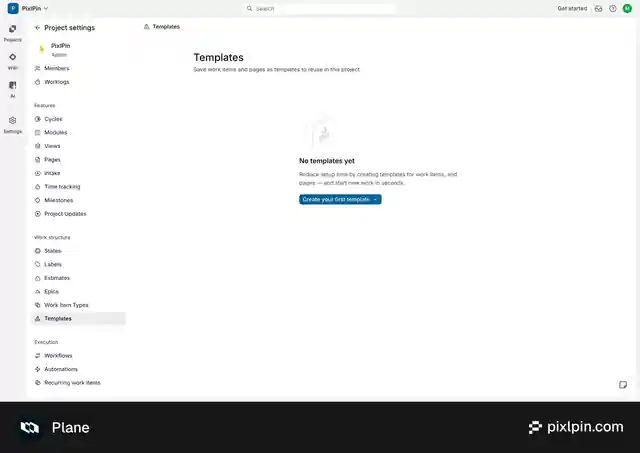 P PixlPin
Search
Get started
M
Projects
Wiki
AI
Settings
Project settings
PixlPin
Admin
Members
Worklogs
Features
Cycles
Modules
Views
Pages
Intake
Time tracking
Milestones
Project Updates
Work structure
States
Labels
Estimates
Epics
Work Item Types
Templates
Execution
Workflows
Automations
Recurring work items
Templates
Templates
Save work items and pages as templates to reuse in this project.
No templates yet
Reduce setup time by creating templates for work items, and
pages — and start new work in seconds.
Create your first template
Plane
pixlpin.com